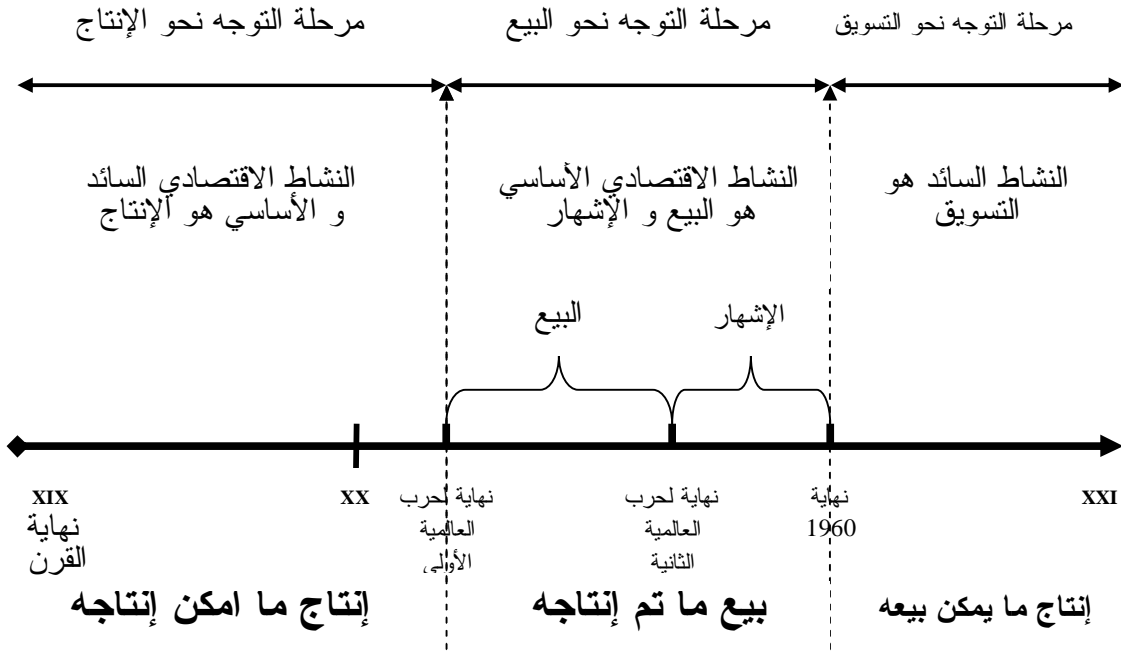 مرحلة التوجه نحو الإنتاج
مرحلة التوجه نحو البيع
مرحلة التوجه نحو التسويق
النشاط الاقتصادي السائد
و الأساسي هو الإنتاج
النشاط الاقتصادي الأساسي
هو البيع و الإشهار
النشاط السائد هو
التسويق
البيع
الإشهار
XIX
نهاية
القرن
XX
نهاية لحرب
العالمية
الأولى
نهاية لحرب
العالمية
الثانية
نهاية
1960
XXI
إنتاج ما امكن إنتاجه
بيع ما تم إنتاجه
إنتاج ما يمكن بيعه